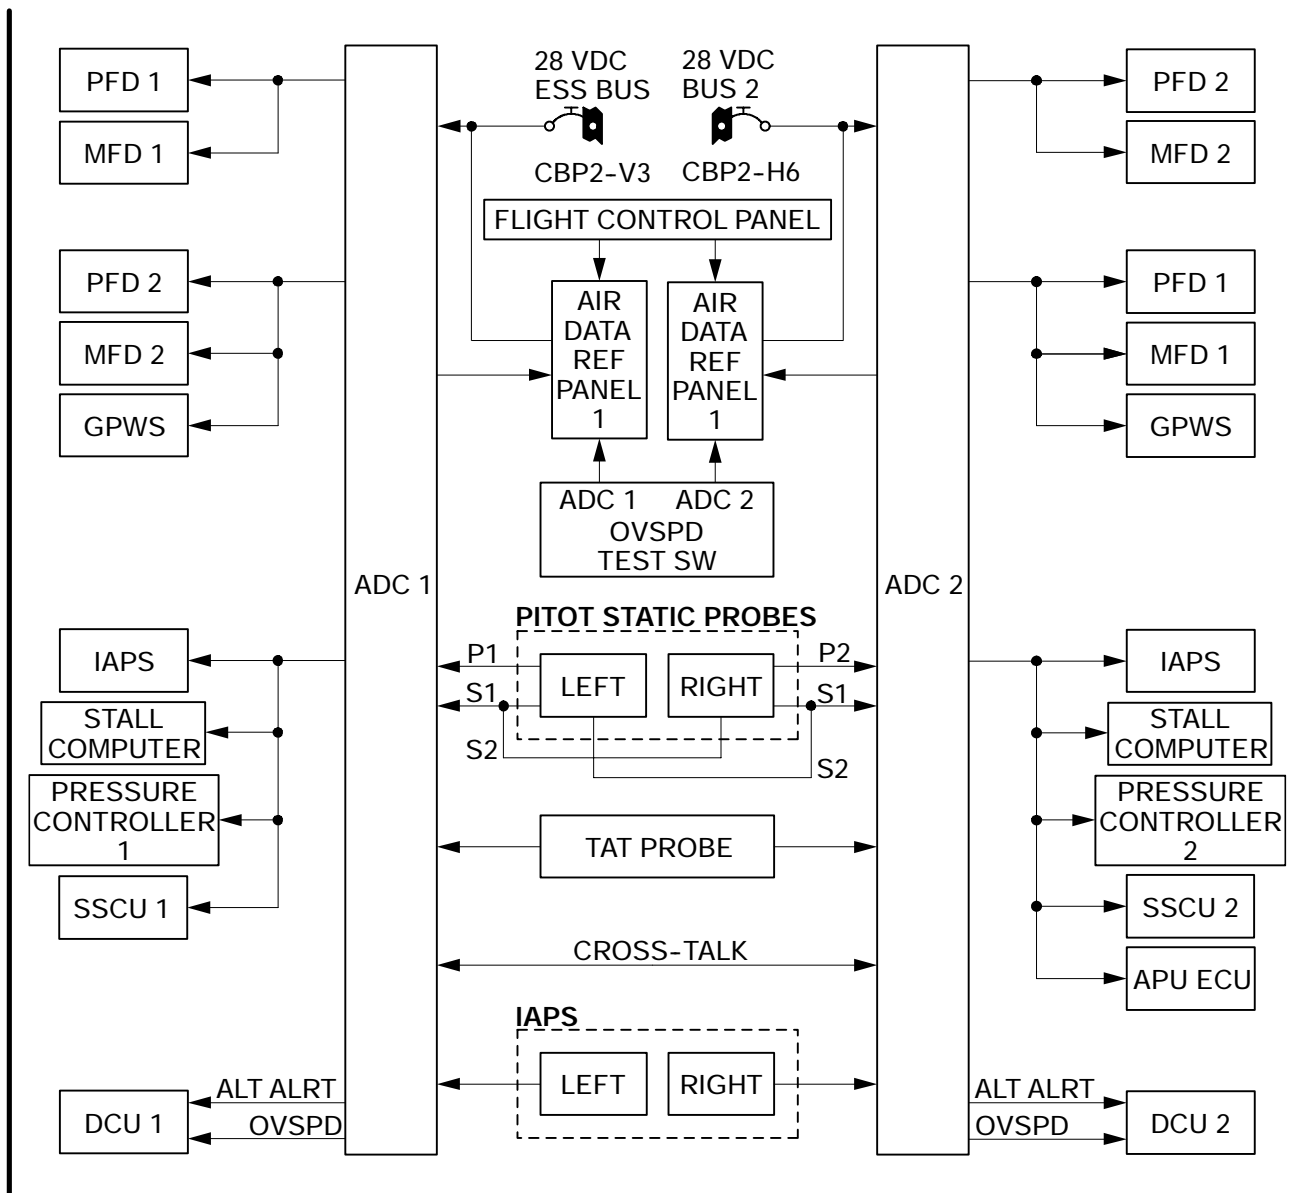 28 VDC
ESS BUS
28 VDC
BUS 2
CBP2-V3
CBP2-H6
PFD 1
MFD 1
PFD 2
MFD 2
FLIGHT CONTROL PANEL
PFD 2
MFD 2
GPWS
AIR
DATA
REF
PANEL
1
AIR
DATA
REF
PANEL
1
PFD 1
MFD 1
GPWS
ADC 1
ADC 2
OVSPD
TEST SW
ADC 1
ADC 2
PITOT STATIC PROBES
P1
S1
S2
LEFT
RIGHT
P2
S1
S2
IAPS
STALL
COMPUTER
PRESSURE
CONTROLLER
1
SSCU 1
IAPS
STALL
COMPUTER
PRESSURE
CONTROLLER
2
SSCU 2
APU ECU
TAT PROBE
CROSS-TALK
IAPS
LEFT
RIGHT
ALT ALRT
OVSPD
DCU 1
ALT ALRT
OVSPD
DCU 2